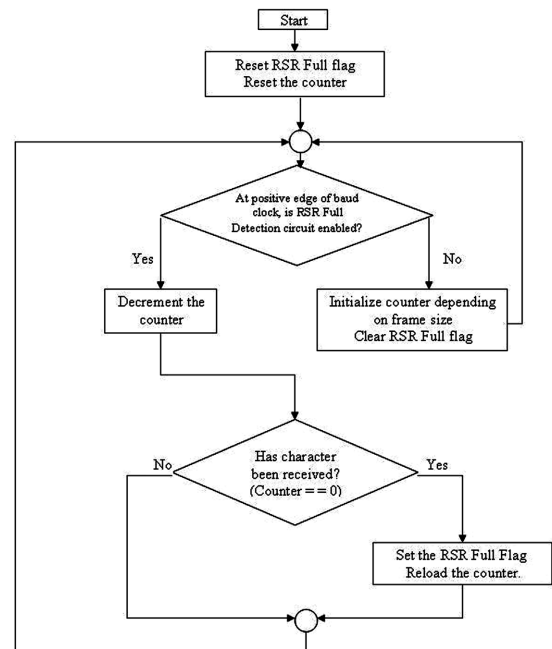 Start
Reset RSR Full flag
Reset the counter
At positive edge of baud
clock, is RSR Full
Detection circuit enabled?
Yes
No
Decrement the
counter
Initialize counter depending
on frame size
Clear RSR Full flag
Has character
been received?
(Counter = = 0)
No
Yes
Set the RSR Full Flag
Reload the counter.